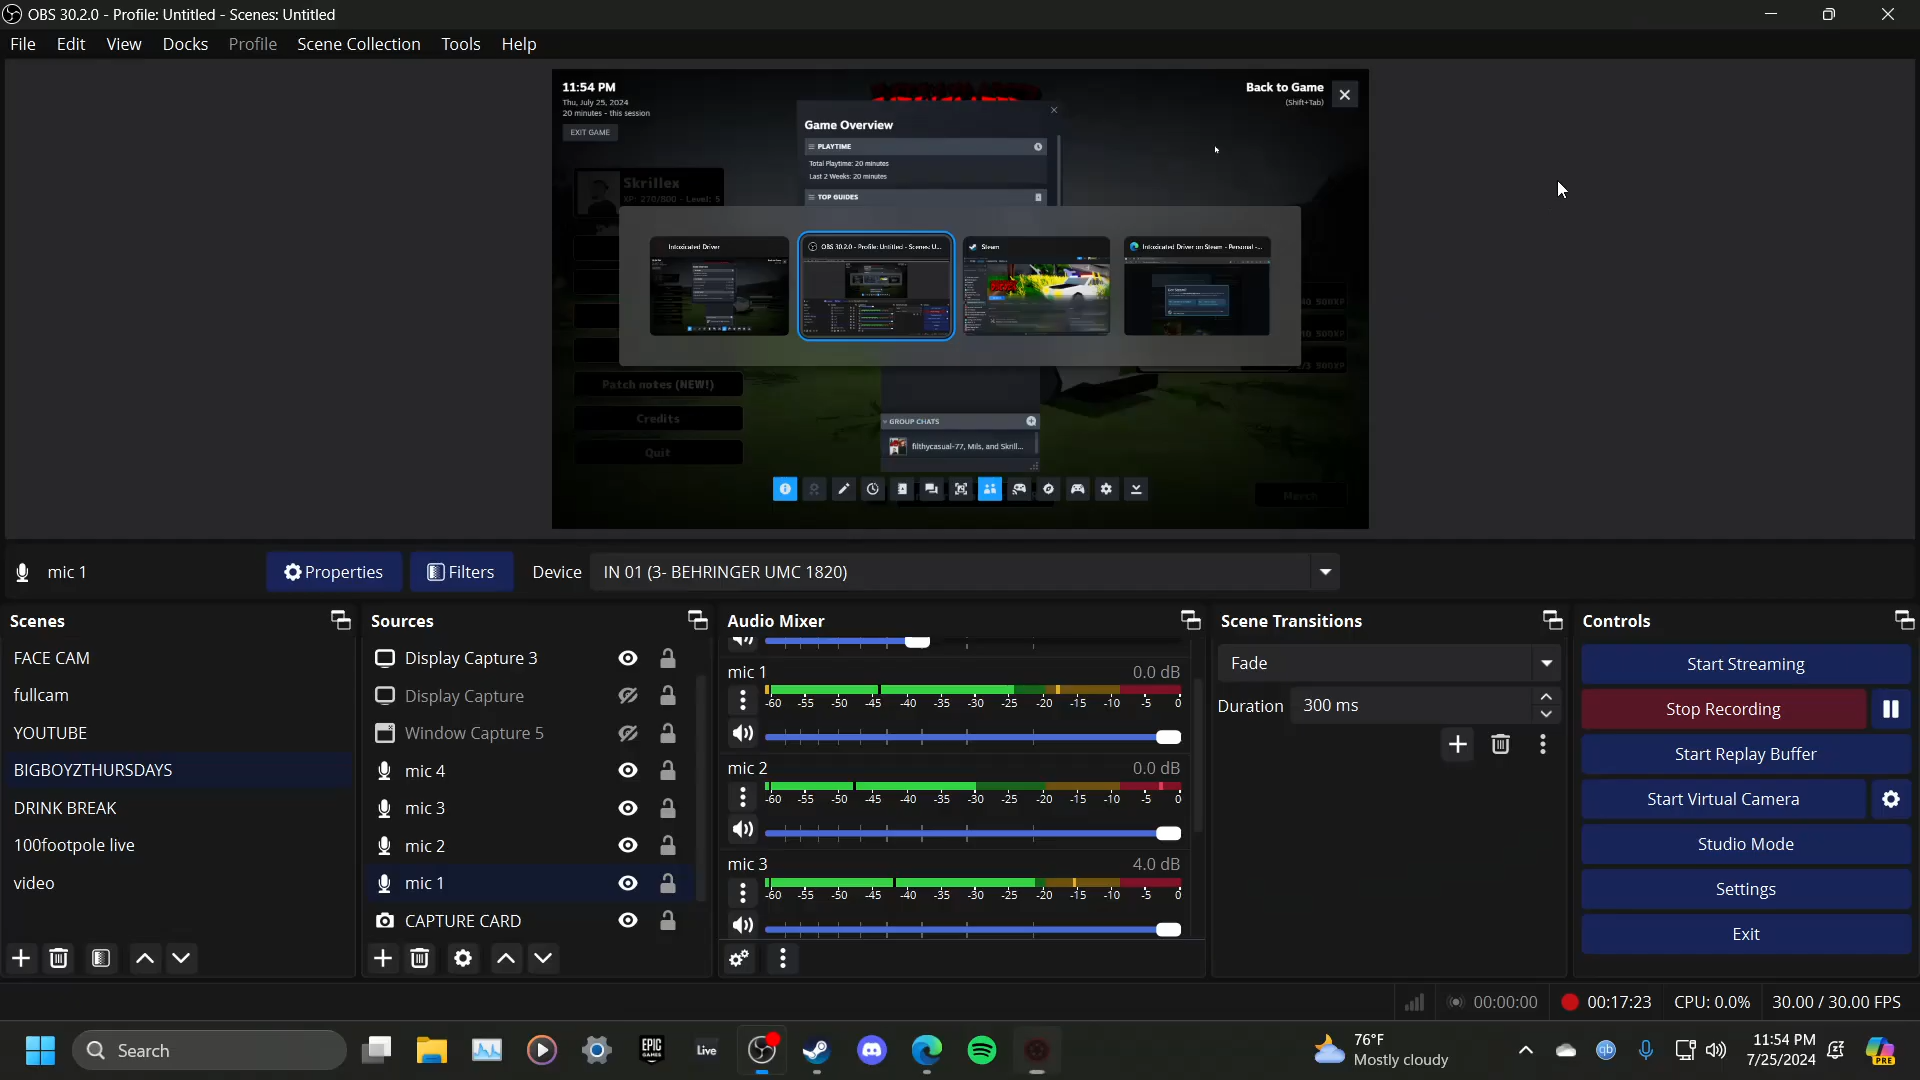 OBS 30.2.0 - Profile: Untitled - Scenes: Untitled
File Edit View Docks Profile Scene Collection Tools Help
11:54 PM
Thu, July 25, 2024
20 minutes - this session
EXIT GAME
Back to Game
(Shift+Tab)
Game Overview
PLAYTIME
Total Playtime: 20 minutes
Last 2 Weeks: 20 minutes
TOP GUIDES
Skrillex
XP: 270/800 - Level: 5
Intoxicated Driver
OBS 30.2.0 - Profile: Untitled - Scenes: U...
Steam
Intoxicated Driver on Steam - Personal -...
Patch notes (NEW!)
Credits
Quit
GROUP CHATS
filthycasual-77, Mils, and Skrill...
Merch
mic 1
Properties
Filters
Device
IN 01 (3- BEHRINGER UMC 1820)
Scenes
FACE CAM
fullcam
YOUTUBE
BIGBOYZTHURSDAYS
DRINK BREAK
100footpole live
video
Sources
Display Capture 3
Display Capture
Window Capture 5
mic 4
mic 3
mic 2
mic 1
CAPTURE CARD
Audio Mixer
mic 1 0.0 dB
-60 -55 -50 -45 -40 -35 -30 -25 -20 -15 -10 -5 0
mic 2 0.0 dB
-60 -55 -50 -45 -40 -35 -30 -25 -20 -15 -10 -5 0
mic 3 4.0 dB
-60 -55 -50 -45 -40 -35 -30 -25 -20 -15 -10 -5 0
Scene Transitions
Fade
Duration 300 ms
Controls
Start Streaming
Stop Recording
Start Replay Buffer
Start Virtual Camera
Studio Mode
Settings
Exit
00:00:00 00:17:23 CPU: 0.0% 30.00 / 30.00 FPS
Search
EPIC GAMES
Live
76°F
Mostly cloudy
qb
11:54 PM
7/25/2024
PRE